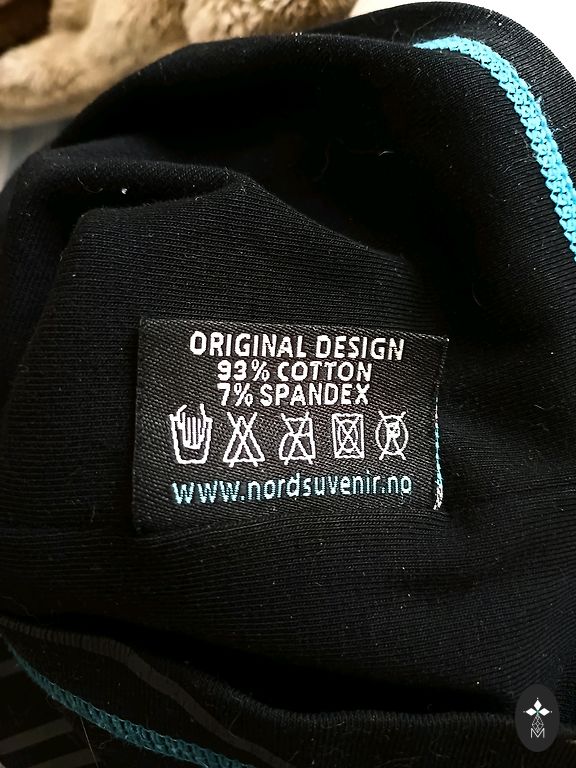 ORIGINAL DESIGN
93% COTTON
7% SPANDEX
www.nordsuvenir.no